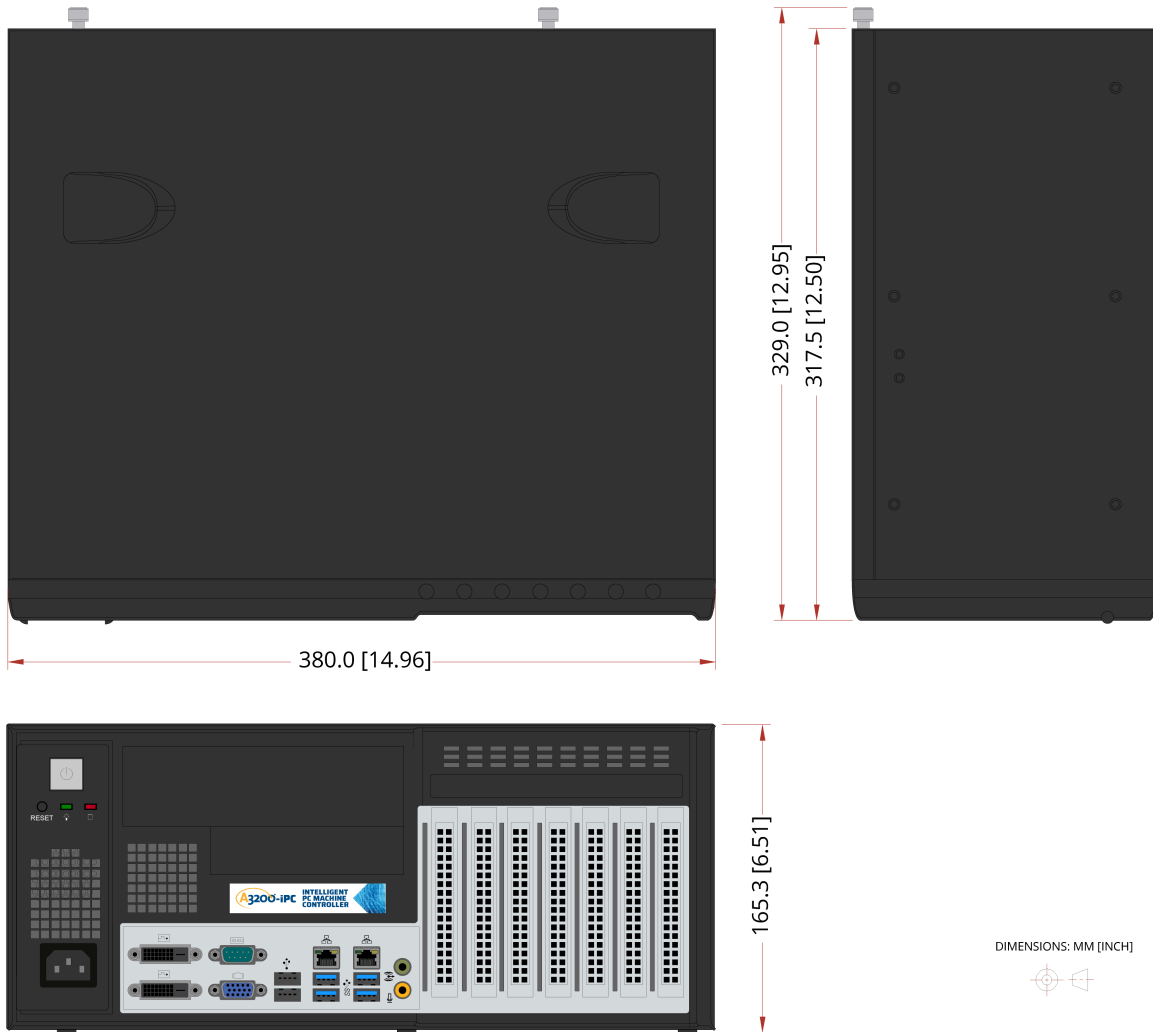 329.0 [12.95]
317.5 [12.50]
380.0 [14.96]
RESET
A3200-iPC
INTELLIGENT
PC MACHINE
CONTROLLER
165.3 [6.51]
DIMENSIONS: MM [INCH]